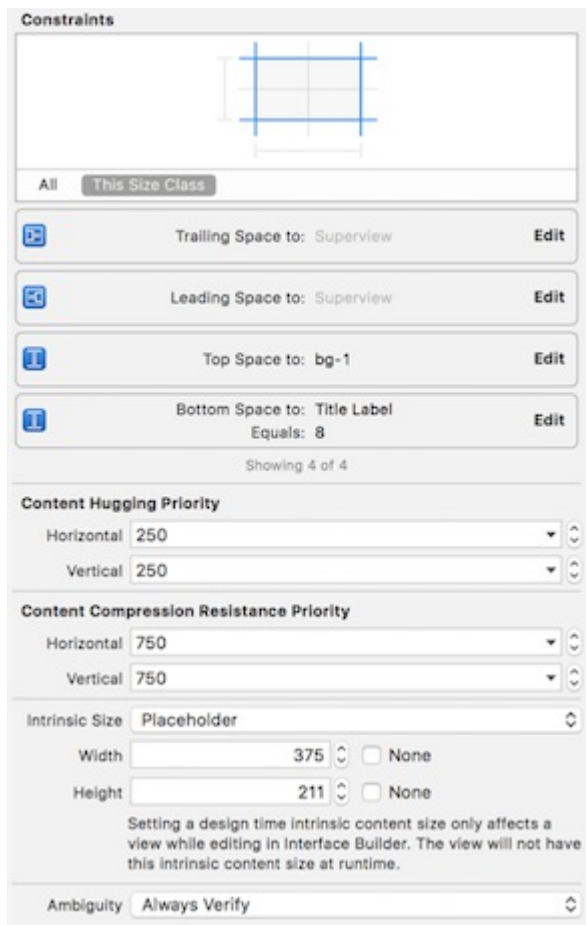 Constraints
All This Size Class
Trailing Space to: Superview Edit
Leading Space to: Superview Edit
Top Space to: bg-1 Edit
Bottom Space to: Title Label
Equals: 8 Edit
Showing 4 of 4
Content Hugging Priority
Horizontal 250
Vertical 250
Content Compression Resistance Priority
Horizontal 750
Vertical 750
Intrinsic Size Placeholder
Width 375 None
Height 211 None
Setting a design time intrinsic content size only affects a
view while editing in Interface Builder. The view will not have
this intrinsic content size at runtime.
Ambiguity Always Verify